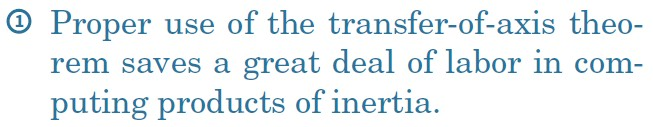 ① Proper use of the transfer-of-axis theo-
rem saves a great deal of labor in com-
puting products of inertia.